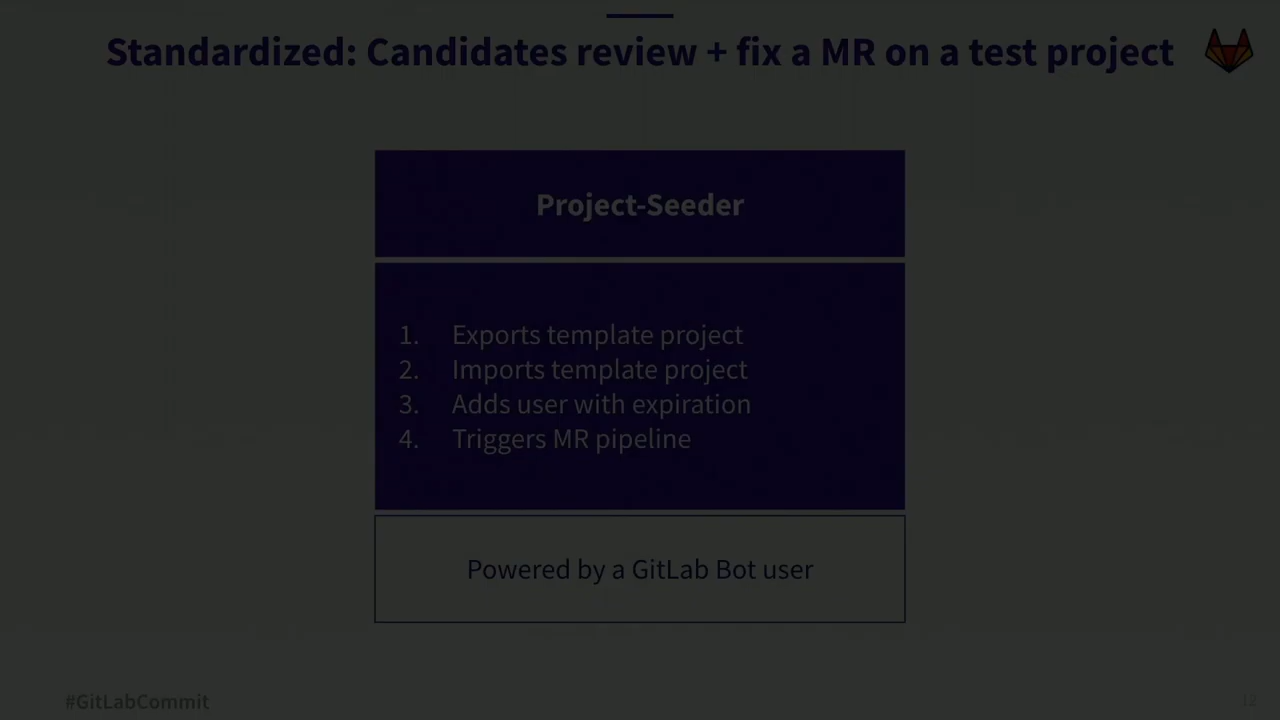 Standardized: Candidates review + fix a MR on a test project
Project-Seeder
1. Exports template project
2. Imports template project
3. Adds user with expiration
4. Triggers MR pipeline
Powered by a GitLab Bot user
#GitLabCommit
12